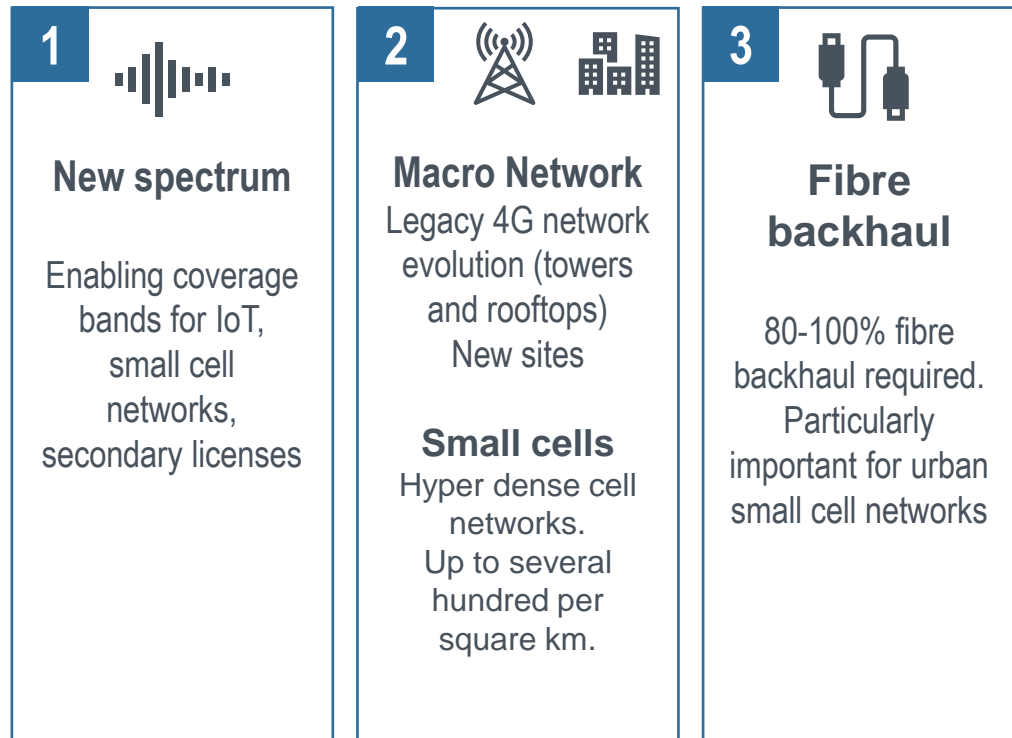 1
New spectrum
Enabling coverage
bands for IoT,
small cell
networks,
secondary licenses
2
Macro Network
Legacy 4G network
evolution (towers
and rooftops)
New sites
Small cells
Hyper dense cell
networks.
Up to several
hundred per
square km.
3
Fibre
backhaul
80-100% fibre
backhaul required.
Particularly
important for urban
small cell networks